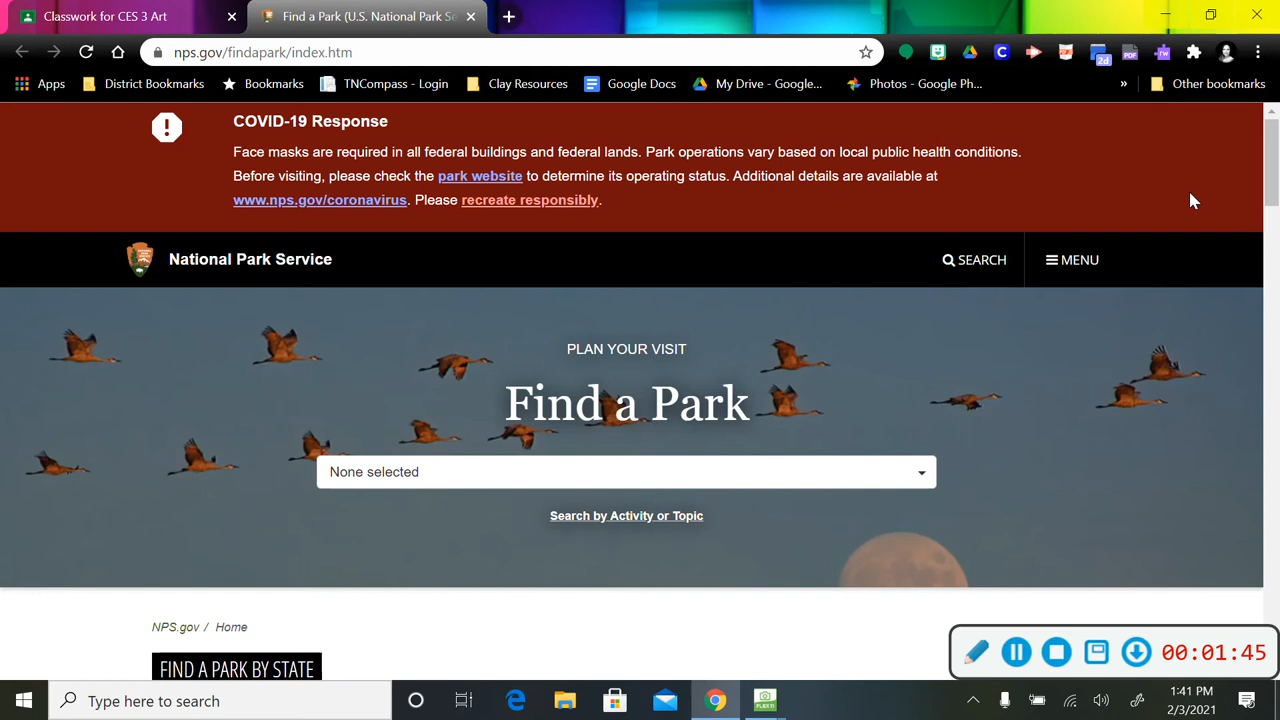 Classwork for CES 3 Art
Find a Park (U.S. National Park Se
nps.gov/findapark/index.htm
2d
PDF
rw
Apps
District Bookmarks
Bookmarks
TNCompass - Login
Clay Resources
Google Docs
My Drive - Google...
Photos - Google Ph...
»
Other bookmarks
COVID-19 Response
Face masks are required in all federal buildings and federal lands. Park operations vary based on local public health conditions.
Before visiting, please check the park website to determine its operating status. Additional details are available at
www.nps.gov/coronavirus. Please recreate responsibly.
National Park Service
SEARCH
MENU
PLAN YOUR VISIT
Find a Park
None selected
Search by Activity or Topic
NPS.gov / Home
FIND A PARK BY STATE
00:01:45
Type here to search
1:41 PM
2/3/2021